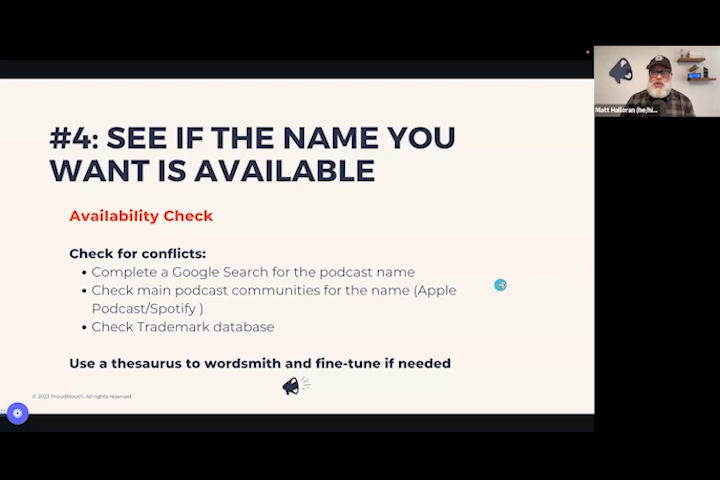 #4: SEE IF THE NAME YOU
WANT IS AVAILABLE
Availability Check
Check for conflicts:
• Complete a Google Search for the podcast name
• Check main podcast communities for the name (Apple
Podcast/Spotify )
• Check Trademark database
Use a thesaurus to wordsmith and fine-tune if needed
© 2023 ProudMouth. All rights reserved.
Matt Halloran (he/hi...